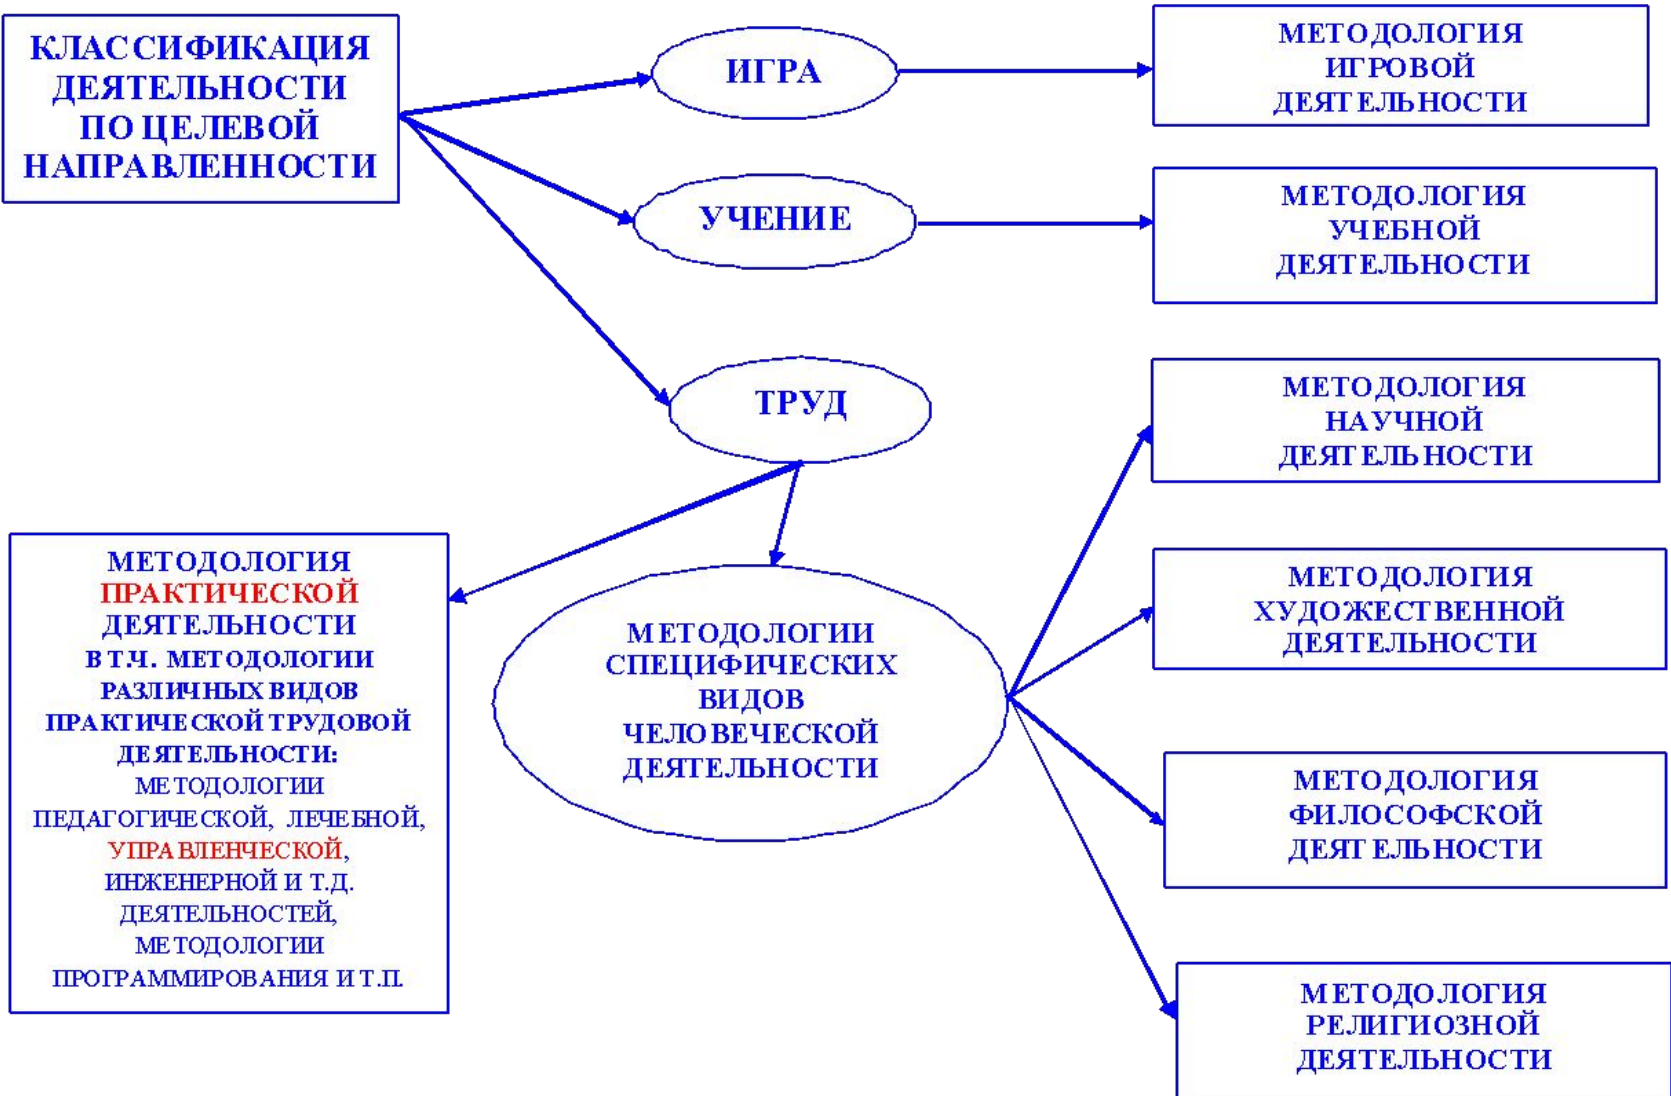 КЛАССИФИКАЦИЯ
ДЕЯТЕЛЬНОСТИ
ПО ЦЕЛЕВОЙ
НАПРАВЛЕННОСТИ
ИГРА
МЕТОДОЛОГИЯ
ИГРОВОЙ
ДЕЯТЕЛЬНОСТИ
УЧЕНИЕ
МЕТОДОЛОГИЯ
УЧЕБНОЙ
ДЕЯТЕЛЬНОСТИ
ТРУД
МЕТОДОЛОГИЯ
ПРАКТИЧЕСКОЙ
ДЕЯТЕЛЬНОСТИ
В Т.Ч. МЕТОДОЛОГИИ
РАЗЛИЧНЫХ ВИДОВ
ПРАКТИЧЕСКОЙ ТРУДОВОЙ
ДЕЯТЕЛЬНОСТИ:
МЕТОДОЛОГИИ
ПЕДАГОГИЧЕСКОЙ, ЛЕЧЕБНОЙ,
УПРАВЛЕНЧЕСКОЙ,
ИНЖЕНЕРНОЙ И Т.Д.
ДЕЯТЕЛЬНОСТЕЙ,
МЕТОДОЛОГИИ
ПРОГРАММИРОВАНИЯ И Т.П.
МЕТОДОЛОГИИ
СПЕЦИФИЧЕСКИХ
ВИДОВ
ЧЕЛОВЕЧЕСКОЙ
ДЕЯТЕЛЬНОСТИ
МЕТОДОЛОГИЯ
НАУЧНОЙ
ДЕЯТЕЛЬНОСТИ
МЕТОДОЛОГИЯ
ХУДОЖЕСТВЕННОЙ
ДЕЯТЕЛЬНОСТИ
МЕТОДОЛОГИЯ
ФИЛОСОФСКОЙ
ДЕЯТЕЛЬНОСТИ
МЕТОДОЛОГИЯ
РЕЛИГИОЗНОЙ
ДЕЯТЕЛЬНОСТИ